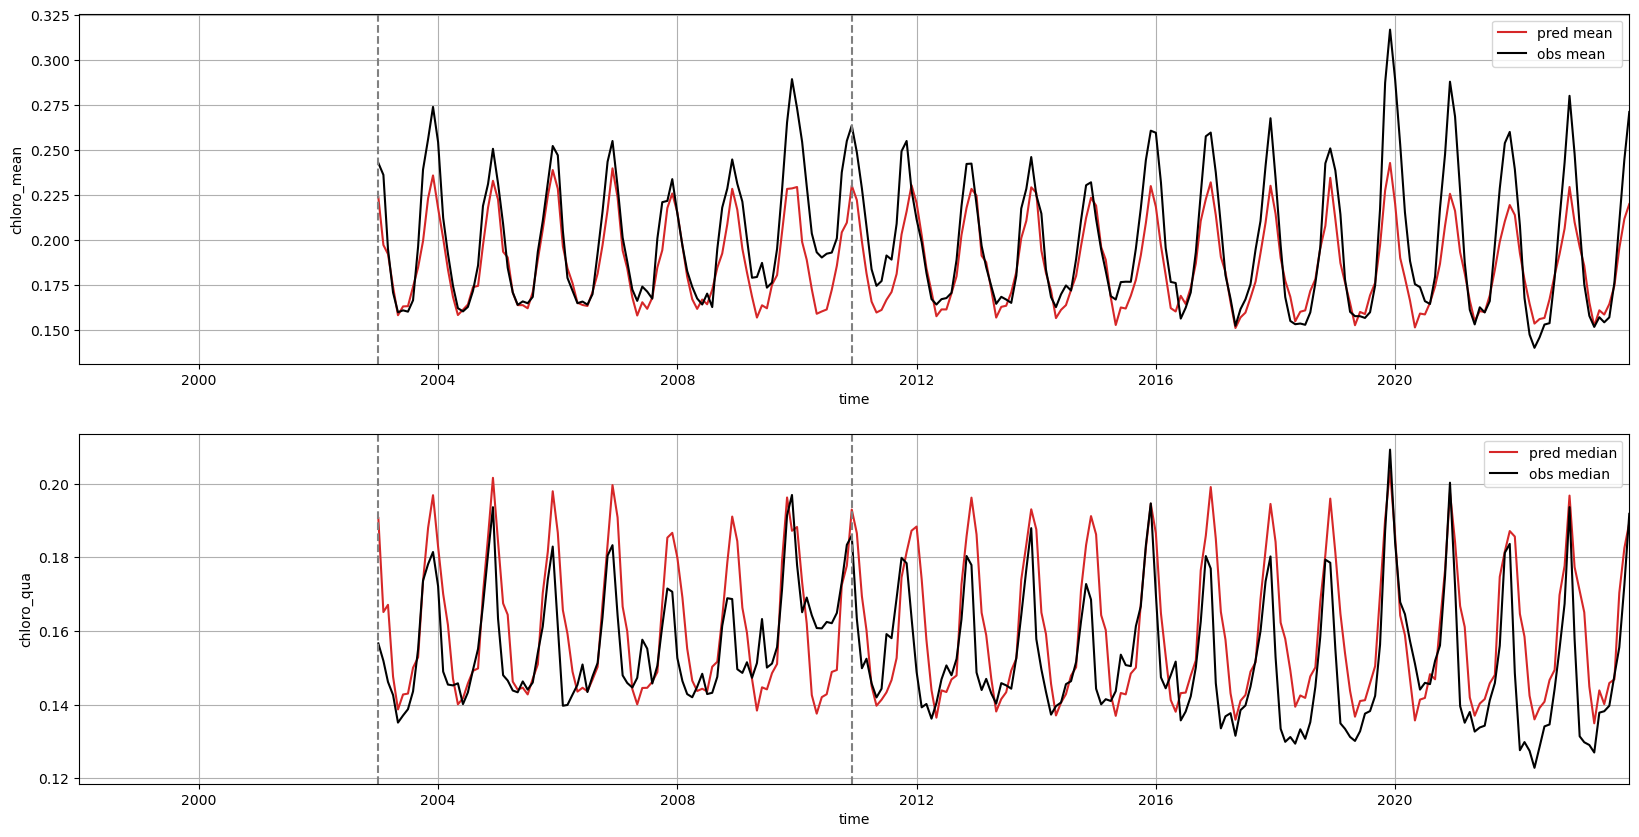 0.325
0.300
0.275
0.250
0.225
0.200
0.175
0.150
chloro_mean
pred mean
obs mean
2000 2004 2008 2012 2016 2020
time
0.20
0.18
0.16
0.14
0.12
chloro_qua
pred median
obs median
2000 2004 2008 2012 2016 2020
time